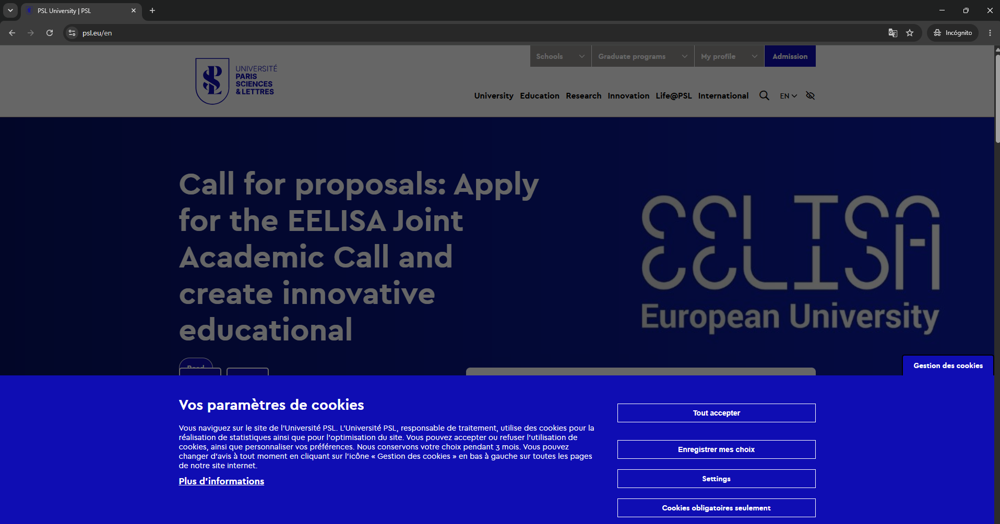 PSL University | PSL
psl.eu/en
Incógnito
Schools
Graduate programs
My profile
Admission
UNIVERSITÉ
PARIS
SCIENCES
& LETTRES
University Education Research Innovation Life@PSL International
EN
Call for proposals: Apply
for the EELISA Joint
Academic Call and
create innovative
educational
EELISA
European University
Read
Gestion des cookies
Vos paramètres de cookies
Vous naviguez sur le site de l'Université PSL. L'Université PSL, responsable de traitement, utilise des cookies pour la
réalisation de statistiques ainsi que pour l'optimisation du site. Vous pouvez accepter ou refuser l'utilisation de
cookies, ainsi que personnaliser vos préférences. Nous conservons votre choix pendant 3 mois. Vous pouvez
changer d'avis à tout moment en cliquant sur l'icône « Gestion des cookies » en bas à gauche sur toutes les pages
de notre site internet.
Plus d'informations
Tout accepter
Enregistrer mes choix
Settings
Cookies obligatoires seulement